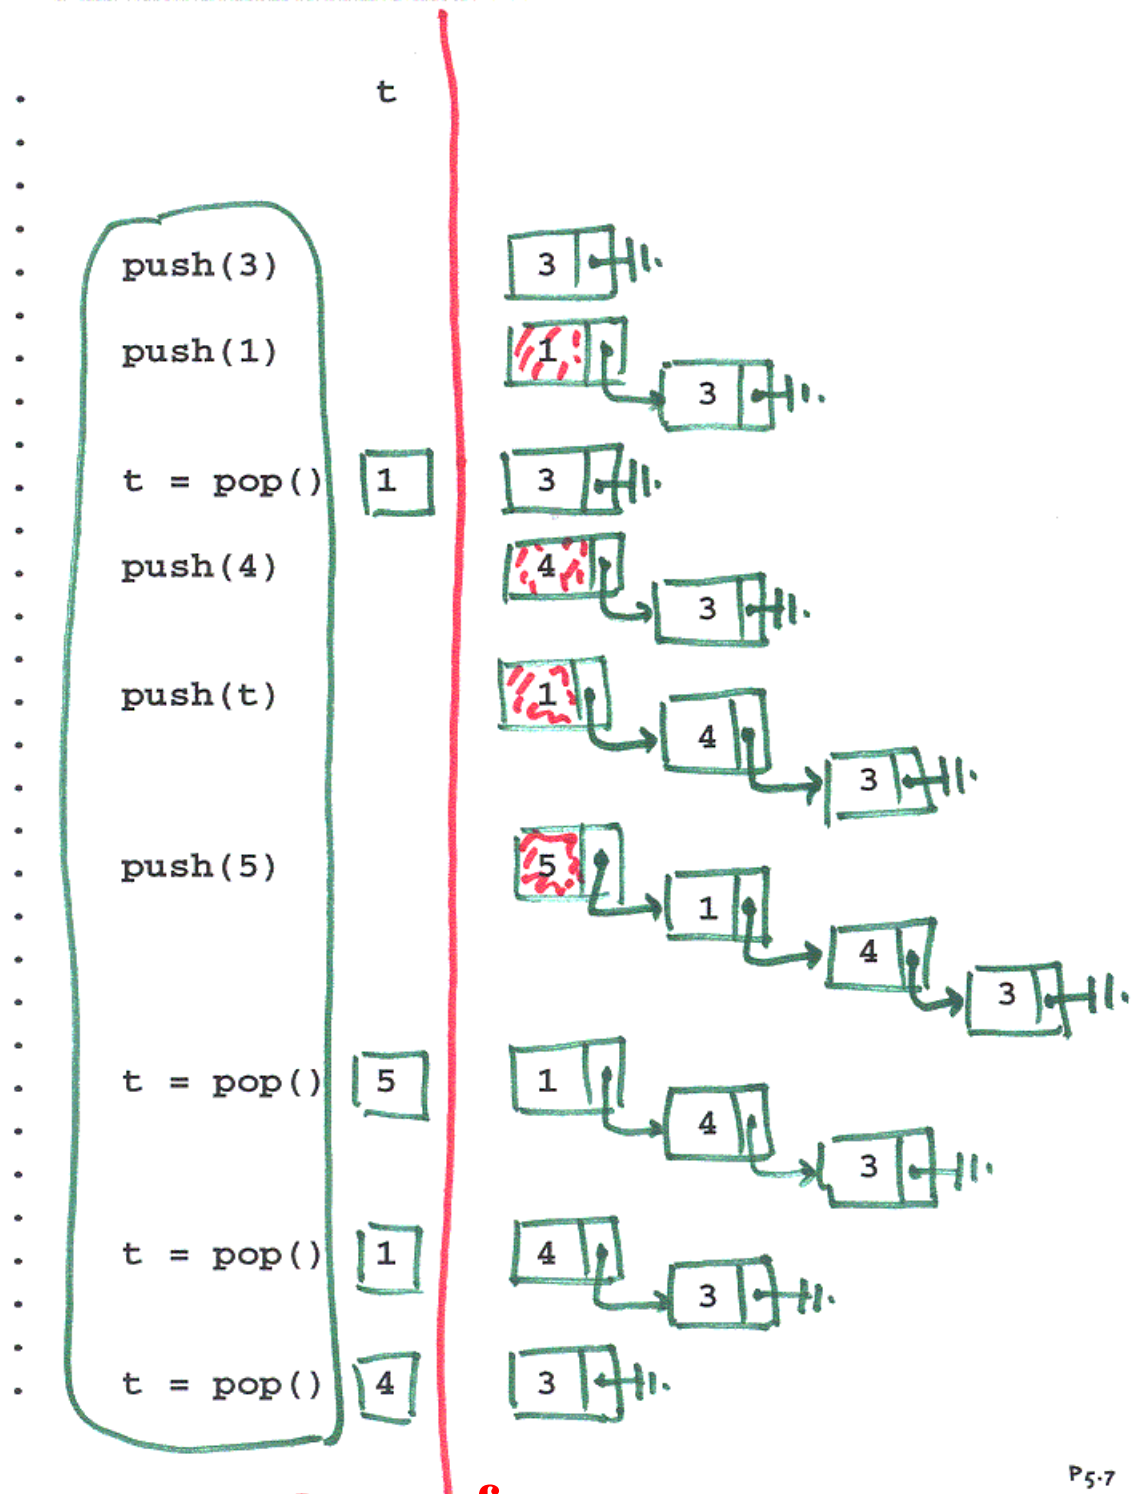 t
push(3) 3
push(1) 1
3
t = pop() 1 3
push(4) 4
3
push(t) 1
4
3
push(5) 5
1
4
3
t = pop() 5 1
4
3
t = pop() 1 4
3
t = pop() 4 3
P5.7